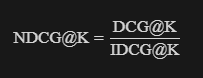 NDCG@K = DCG@K / IDCG@K